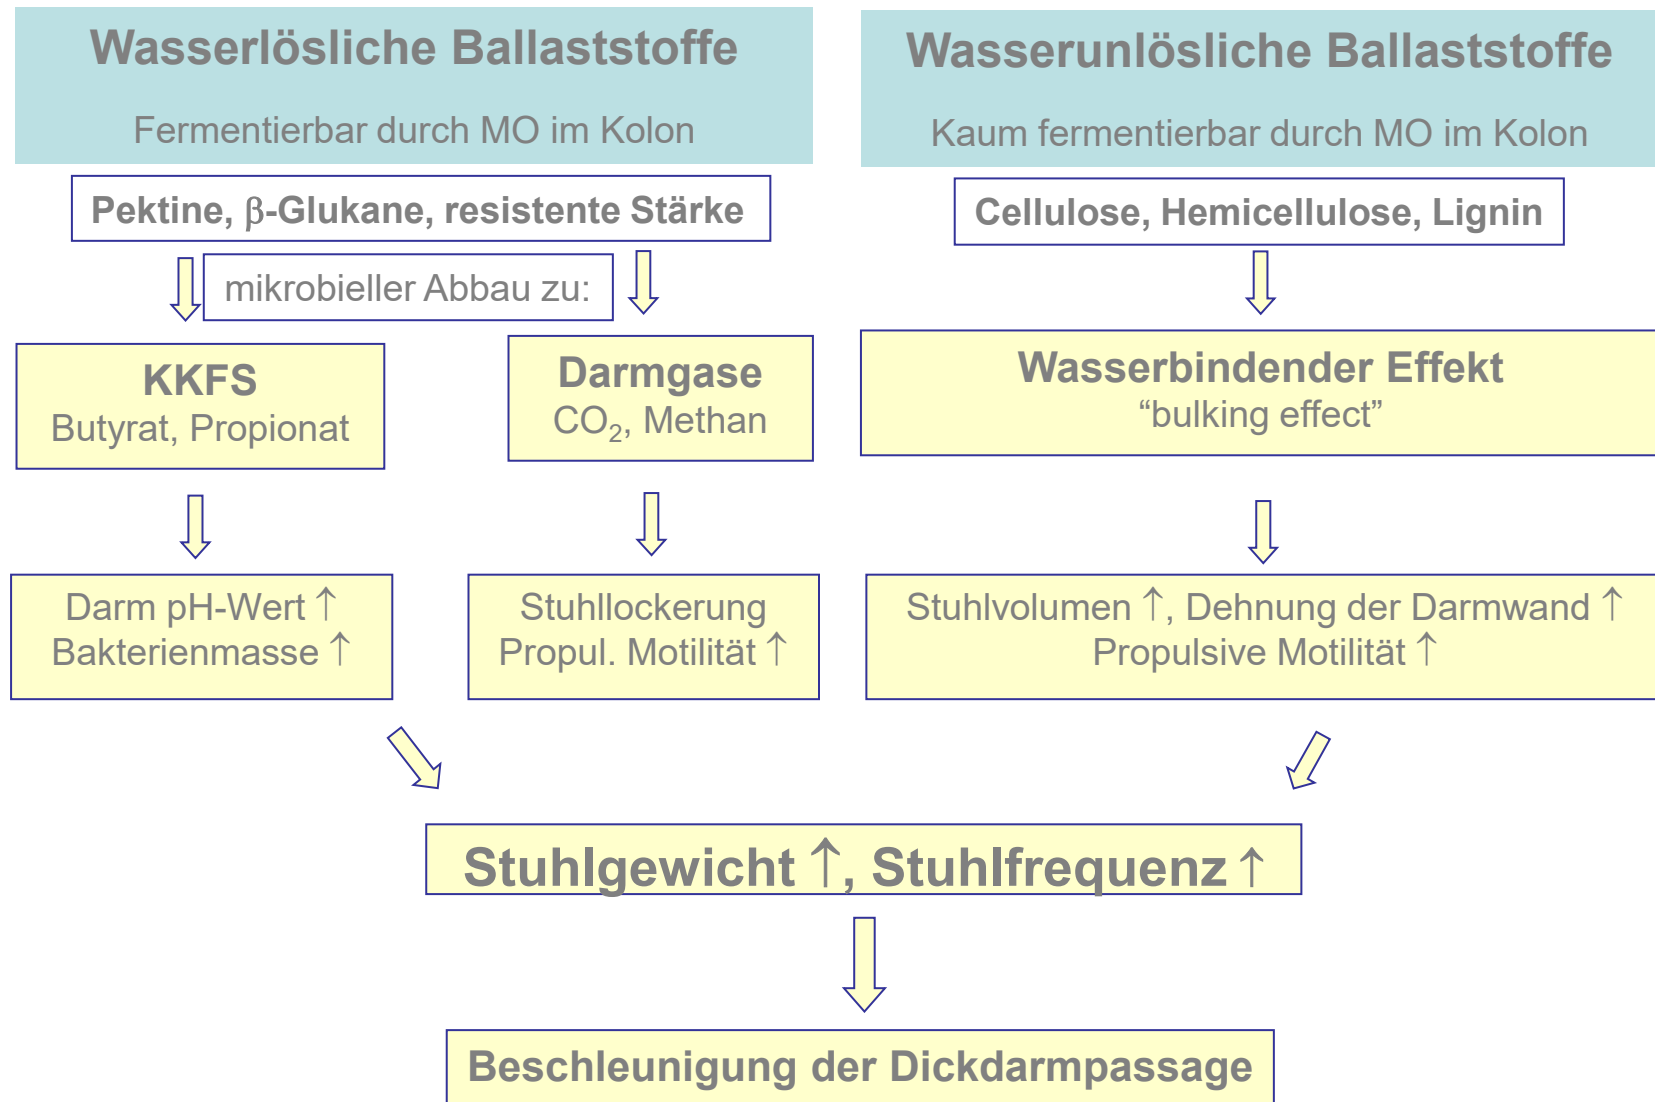 Wasserlösliche Ballaststoffe
Fermentierbar durch MO im Kolon
Pektine, β-Glukane, resistente Stärke
mikrobieller Abbau zu:
KKFS
Butyrat, Propionat
Darmgase
CO₂, Methan
Darm pH-Wert ↑
Bakterienmasse ↑
Stuhllockerung
Propul. Motilität ↑
Wasserunlösliche Ballaststoffe
Kaum fermentierbar durch MO im Kolon
Cellulose, Hemicellulose, Lignin
Wasserbindender Effekt
“bulking effect”
Stuhlvolumen ↑, Dehnung der Darmwand ↑
Propulsive Motilität ↑
Stuhlgewicht ↑, Stuhlfrequenz ↑
Beschleunigung der Dickdarmpassage